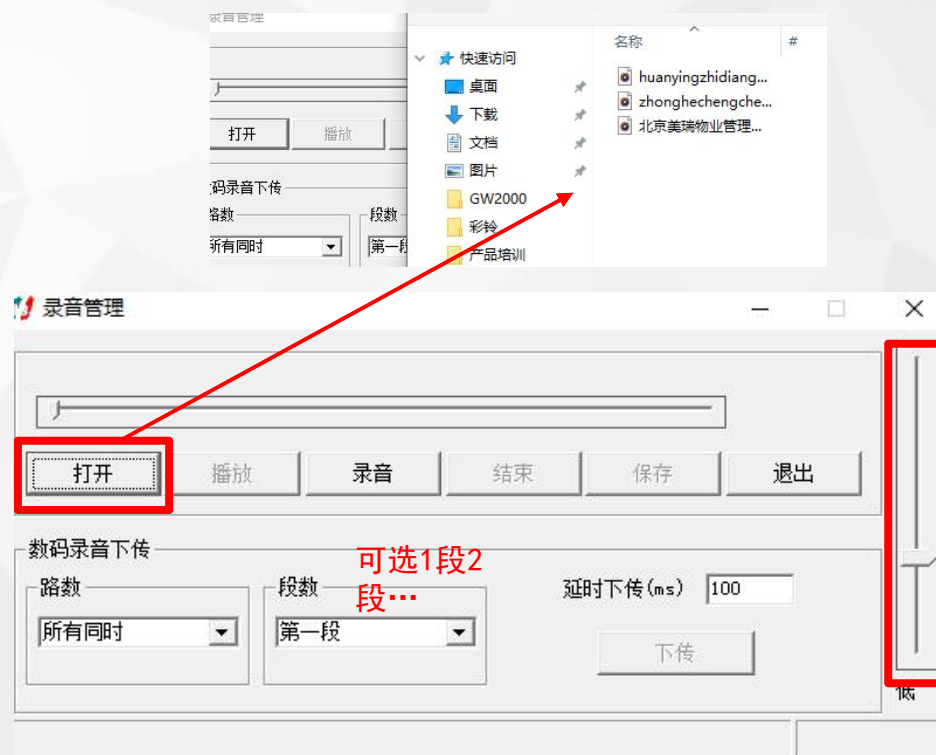 录音管理
名称 #
快速访问
桌面
下载
文档
图片
GW2000
彩铃
产品培训
huanyingzhidiang...
zhonghechengche...
北京美瑞物业管理...
打开 播放
码录音下传
路数 段数
所有同时 第一段
录音管理
打开 播放 录音 结束 保存 退出
数码录音下传
可选1段2
段…
路数 段数 延时下传(ms) 100
所有同时 第一段 下传
低